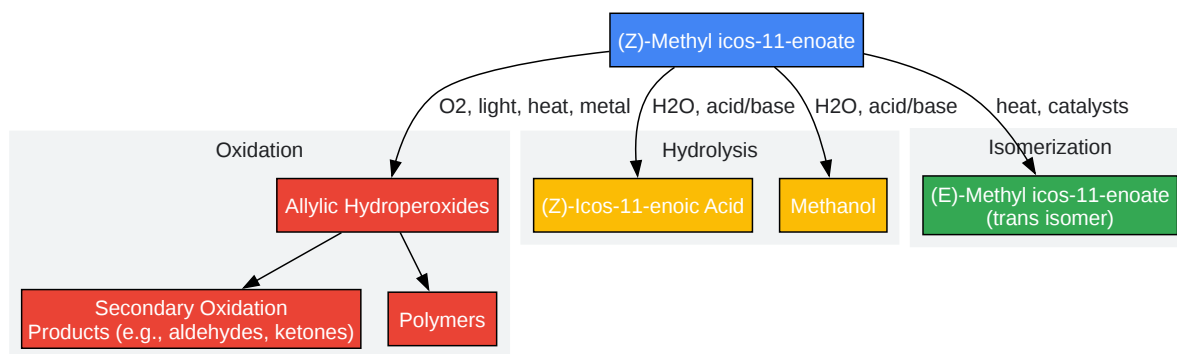 (Z)-Methyl icos-11-enoate
O2, light, heat, metal
H2O, acid/base
H2O, acid/base
heat, catalysts
Oxidation
Hydrolysis
Isomerization
Allylic Hydroperoxides
(Z)-Icos-11-enoic Acid
Methanol
(E)-Methyl icos-11-enoate
(trans isomer)
Secondary Oxidation
Products (e.g., aldehydes, ketones)
Polymers